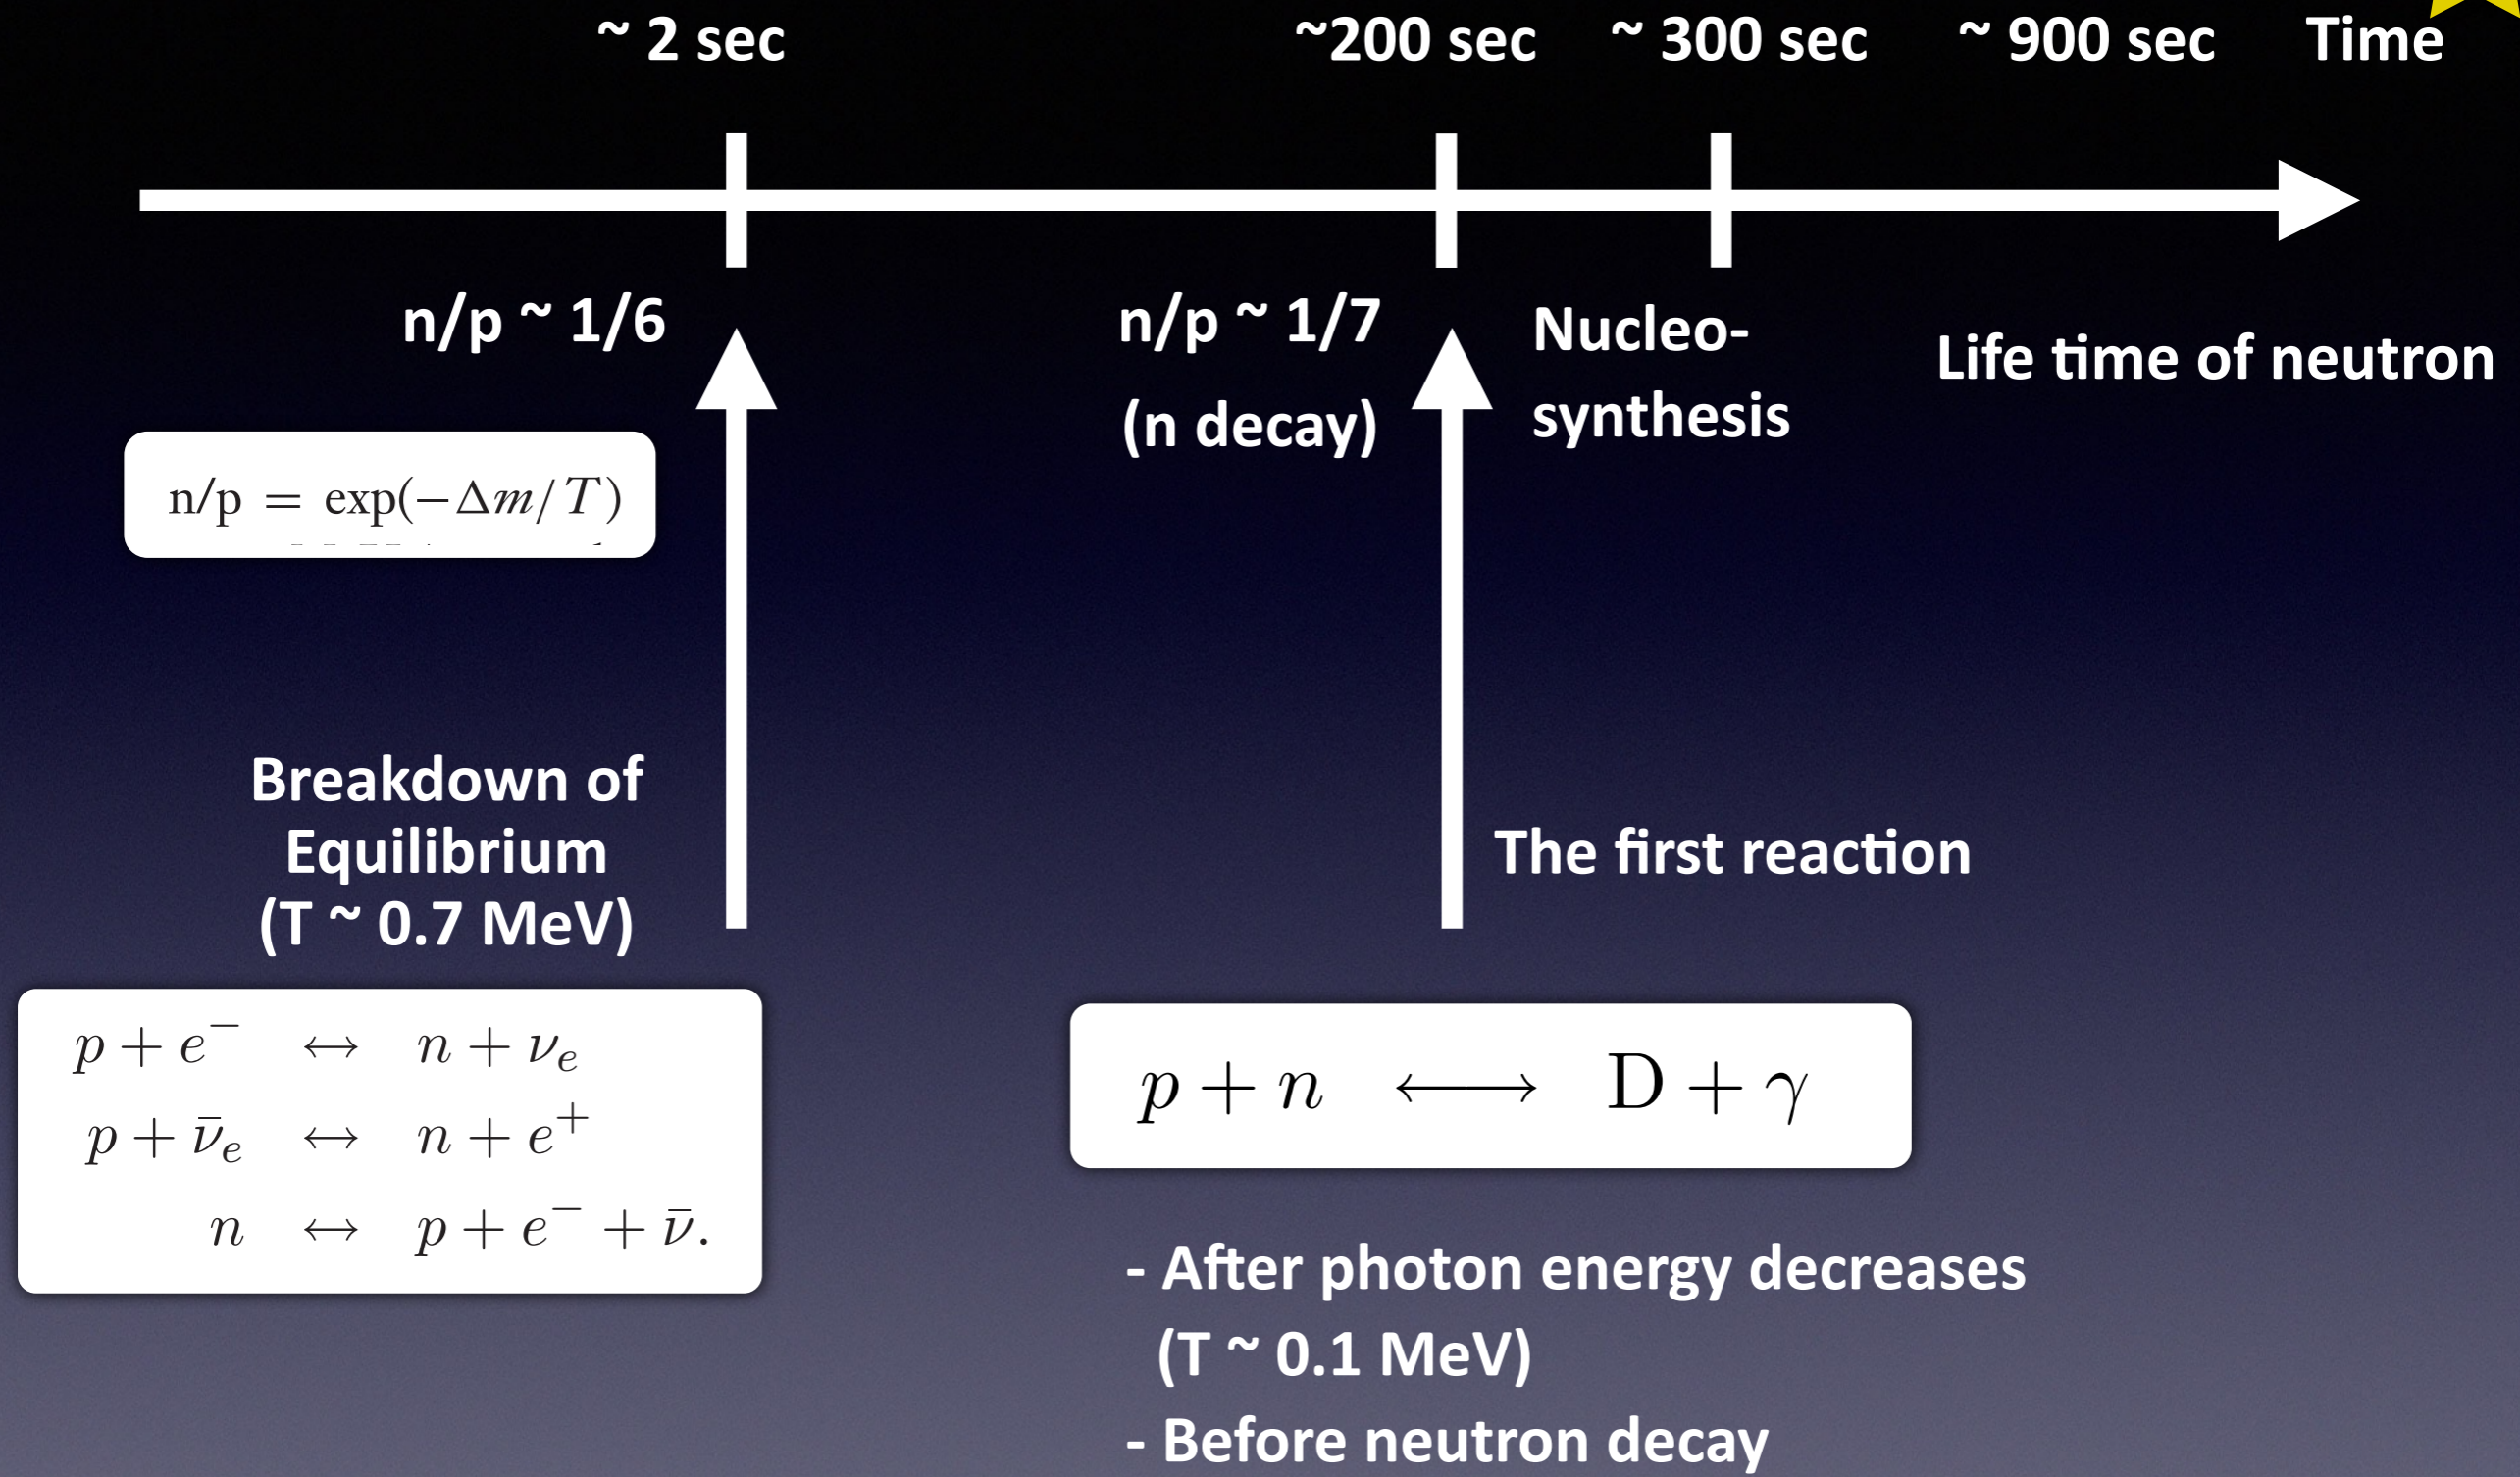 ~ 2 sec ~200 sec ~ 300 sec ~ 900 sec Time
n/p ~ 1/6
n/p = exp(−Δm/T)
Breakdown of
Equilibrium
(T ~ 0.7 MeV)
p + e⁻ ↔ n + νₑ
p + ν̄ₑ ↔ n + e⁺
n ↔ p + e⁻ + ν̄.
n/p ~ 1/7
(n decay)
Nucleo-
synthesis
Life time of neutron
The first reaction
p + n ⟷ D + γ
- After photon energy decreases
(T ~ 0.1 MeV)
- Before neutron decay